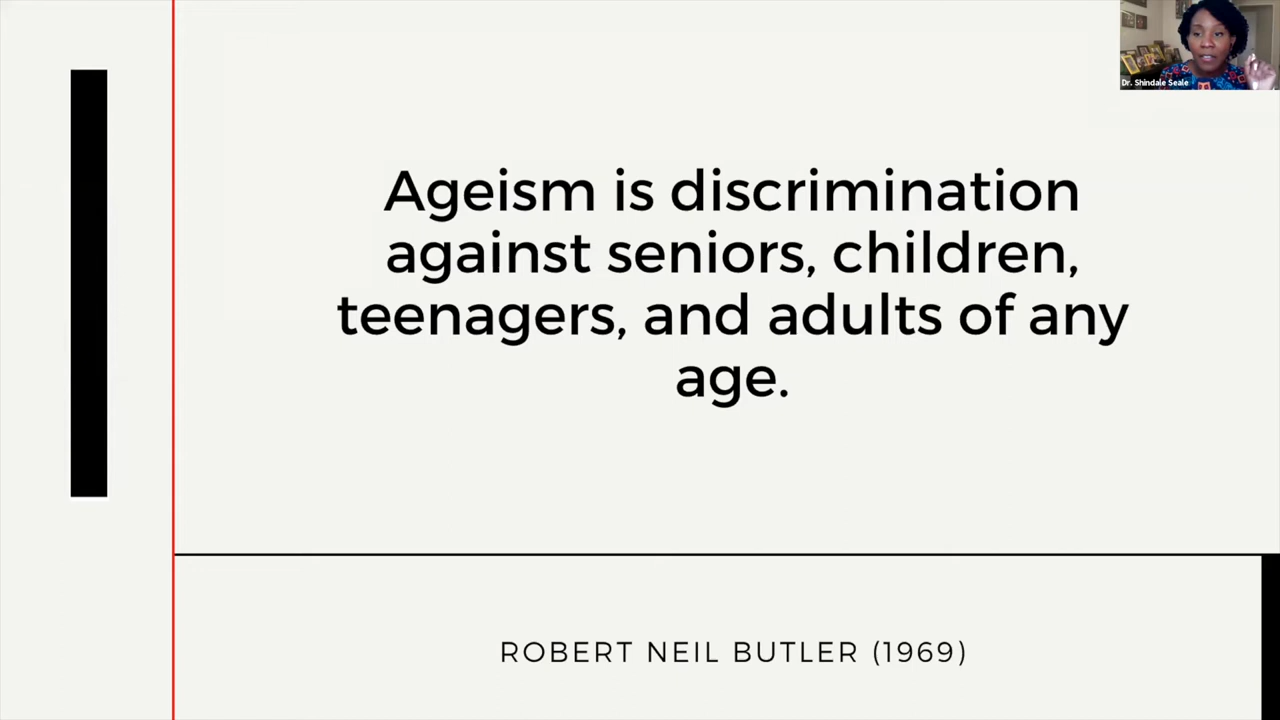 Dr. Shindale Seale
Ageism is discrimination
against seniors, children,
teenagers, and adults of any
age.
ROBERT NEIL BUTLER (1969)